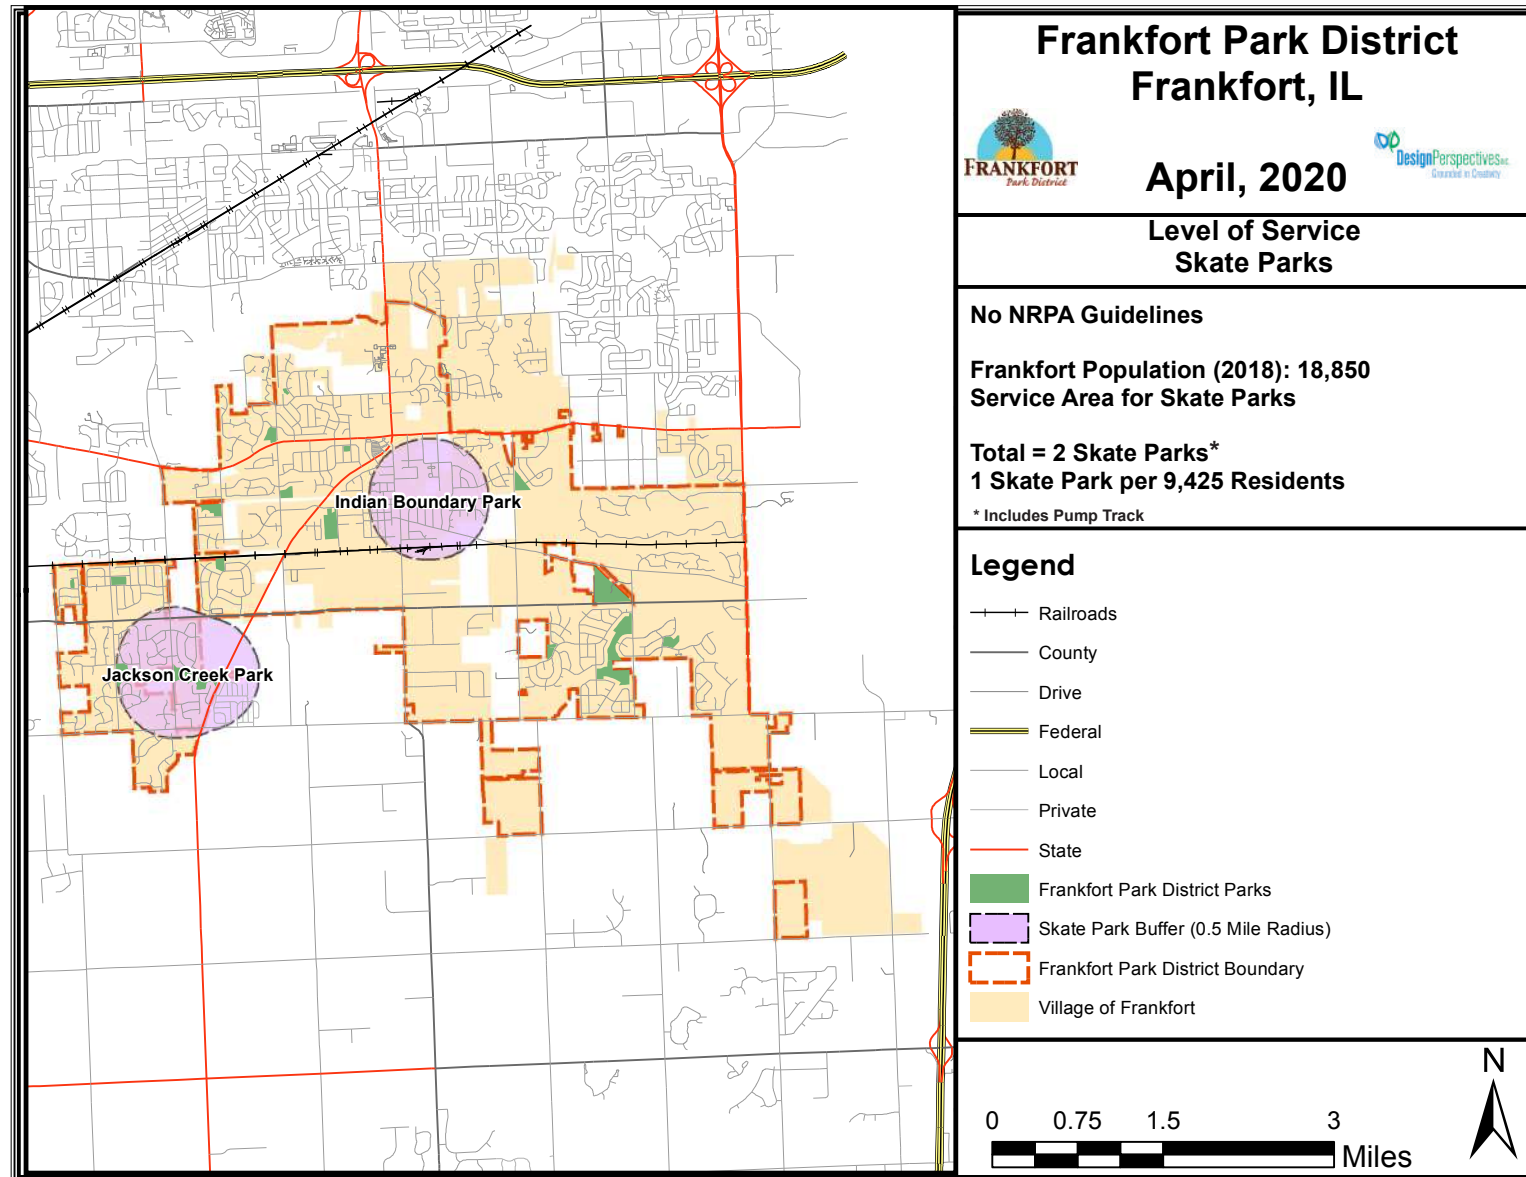 Frankfort Park District
Frankfort, IL
FRANKFORT
Park District
April, 2020
DesignPerspectives INC.
Grounded in Creativity
Level of Service
Skate Parks
No NRPA Guidelines
Frankfort Population (2018): 18,850
Service Area for Skate Parks
Total = 2 Skate Parks*
1 Skate Park per 9,425 Residents
* Includes Pump Track
Legend
Railroads
County
Drive
Federal
Local
Private
State
Frankfort Park District Parks
Skate Park Buffer (0.5 Mile Radius)
Frankfort Park District Boundary
Village of Frankfort
0 0.75 1.5 3
Miles
N
Indian Boundary Park
Jackson Creek Park